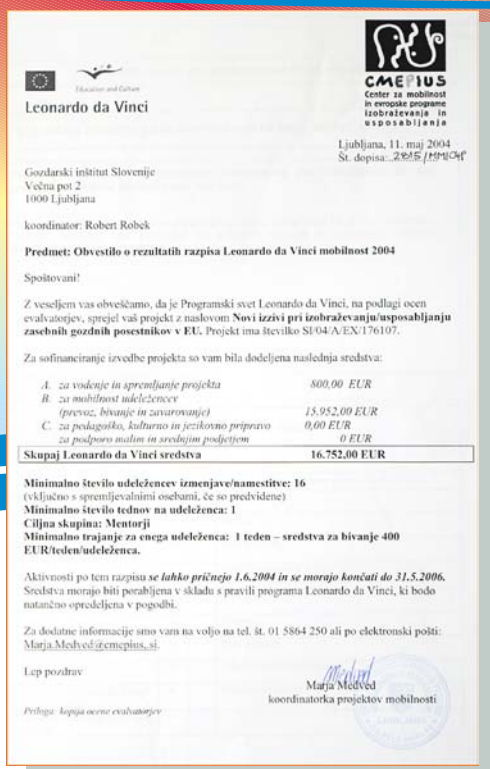 CMEPIUS
Center za mobilnost
in evropske programe
izobraževanja in
usposabljanja
Education and Culture
Leonardo da Vinci
Ljubljana, 11. maj 2004
Št. dopisa:
Gozdarski inštitut Slovenije
Večna pot 2
1000 Ljubljana
koordinator: Robert Robek
Predmet: Obvestilo o rezultatih razpisa Leonardo da Vinci mobilnost 2004
Spoštovani!
Z veseljem vas obveščamo, da je Programski svet Leonardo da Vinci, na podlagi ocen
evalvatorjev, sprejel vaš projekt z naslovom Novi izzivi pri izobraževanju/usposabljanju
zasebnih gozdnih posestnikov v EU. Projekt ima številko SI/04/A/EX/176107.
Za sofinanciranje izvedbe projekta so vam bila dodeljena naslednja sredstva:
A. za vodenje in spremljanje projekta 800,00 EUR
B. za mobilnost udeležencev
(prevoz, bivanje in zavarovanje) 15.952,00 EUR
C. za pedagoško, kulturno in jezikovno pripravo 0,00 EUR
za podporo malim in srednjim podjetjem 0 EUR
Skupaj Leonardo da Vinci sredstva 16.752,00 EUR
Minimalno število udeležencev izmenjave/namestitve: 16
(vključno s spremljevalnimi osebami, če so predvidene)
Minimalno število tednov na udeleženca: 1
Ciljna skupina: Mentorji
Minimalno trajanje za enega udeleženca: 1 teden – sredstva za bivanje 400
EUR/teden/udeleženca.
Aktivnosti po tem razpisu se lahko pričnejo 1.6.2004 in se morajo končati do 31.5.2006.
Sredstva morajo biti porabljena v skladu s pravili programa Leonardo da Vinci, ki bodo
natančno opredeljena v pogodbi.
Za dodatne informacije smo vam na voljo na tel. št. 01 5864 250 ali po elektronski pošti:
Marja.Medved@cmepius.si.
Lep pozdrav
Marja Medved
koordinatorka projektov mobilnosti
Priloga: kopija ocene evalvatorjev